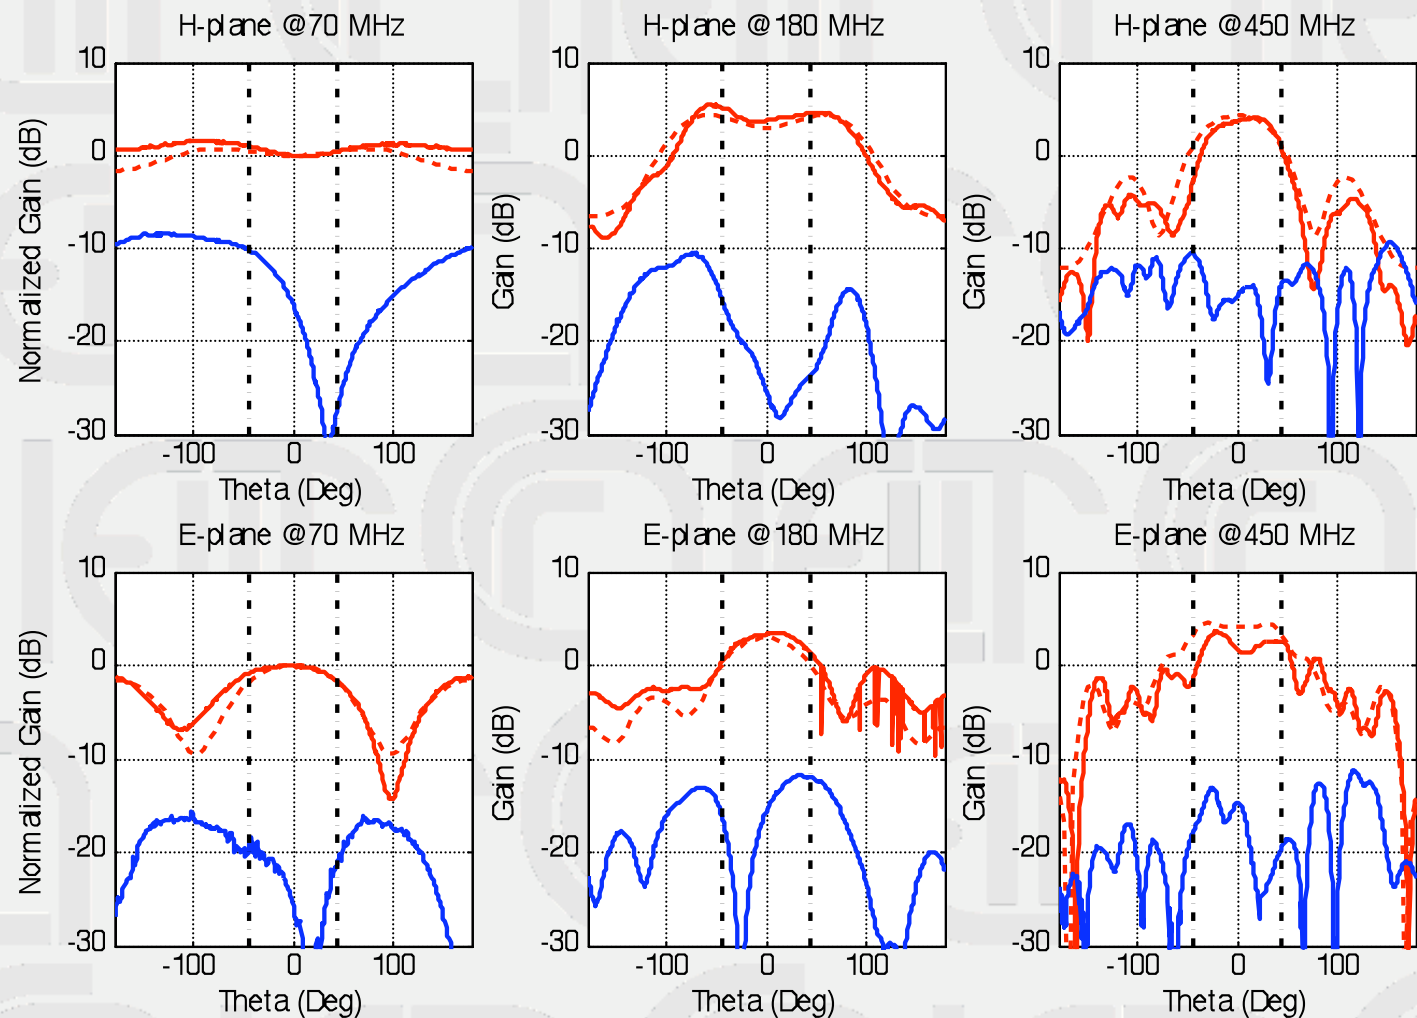 H-plane @70 MHz
H-plane @180 MHz
H-plane @450 MHz
10
0
-10
-20
-30
Normalized Gain (dB)
-100
0
100
Theta (Deg)
10
0
-10
-20
-30
Gain (dB)
-100
0
100
Theta (Deg)
10
0
-10
-20
-30
Gain (dB)
-100
0
100
Theta (Deg)
E-plane @70 MHz
E-plane @180 MHz
E-plane @450 MHz
10
0
-10
-20
-30
Normalized Gain (dB)
-100
0
100
Theta (Deg)
10
0
-10
-20
-30
Gain (dB)
-100
0
100
Theta (Deg)
10
0
-10
-20
-30
Gain (dB)
-100
0
100
Theta (Deg)